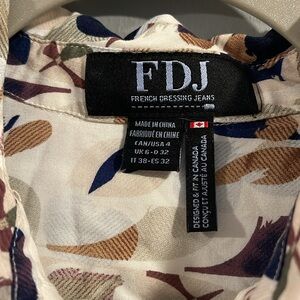 FDJ
FRENCH DRESSING JEANS
MADE IN CHINA
FABRIQUÉ EN CHINE
CAN/USA 4
UK 6 - D 32
IT 38 - ES 32
DESIGNED & FIT IN CANADA
CONÇU ET AJUSTÉ AU CANADA